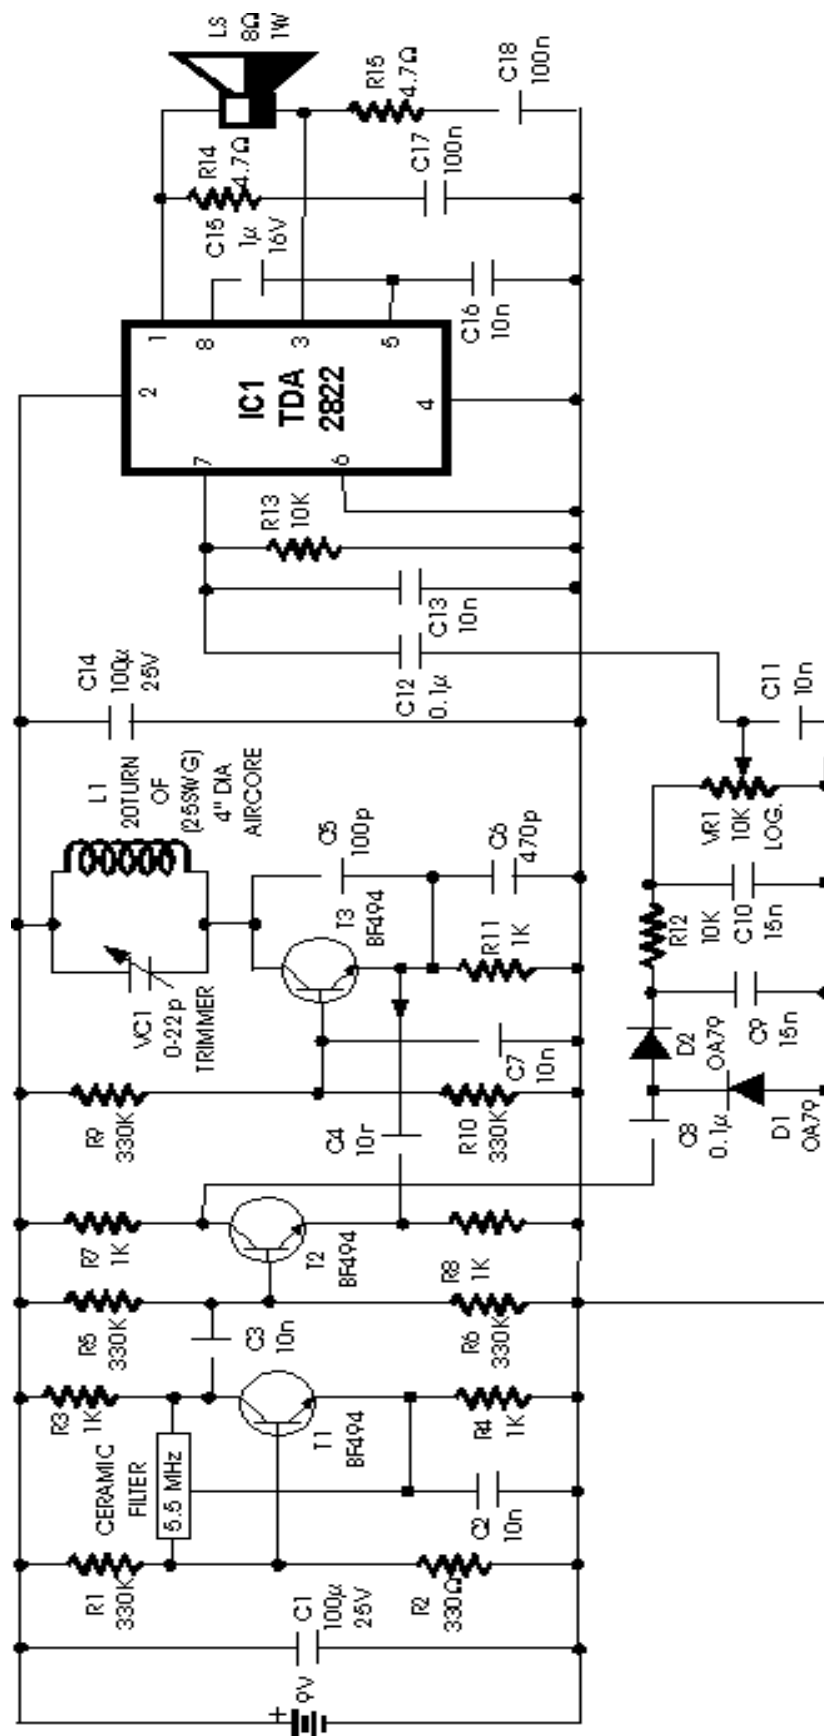 +
9V
C1
100µ
25V
R1
330K
R2
330Ω
CERAMIC
FILTER
5.5 MHz
C2
10n
R3
1K
T1
BF494
R4
1K
C3
10n
R5
330K
R6
330K
R7
1K
T2
BF494
R8
1K
R9
330K
C4
R10
330K
C7
10n
VC1
0-22p
TRIMMER
T3
BF494
R11
1K
L1
20TURN
OF
(25SWG)
4" DIA
AIRCORE
C5
100p
C6
470p
C8
0.1µ
D1
OA79
D2
OA79
C9
15n
R12
10K
C10
15n
VR1
10K
LOG.
C11
10n
C14
100µ
25V
C12
0.1µ
C13
10n
R13
10K
7
6
2
IC1
TDA
2822
4
1
8
3
5
C15
1µ
16V
C16
10n
R14
4.7Ω
C17
100n
R15
4.7Ω
C18
100n
LS
8Ω
1W